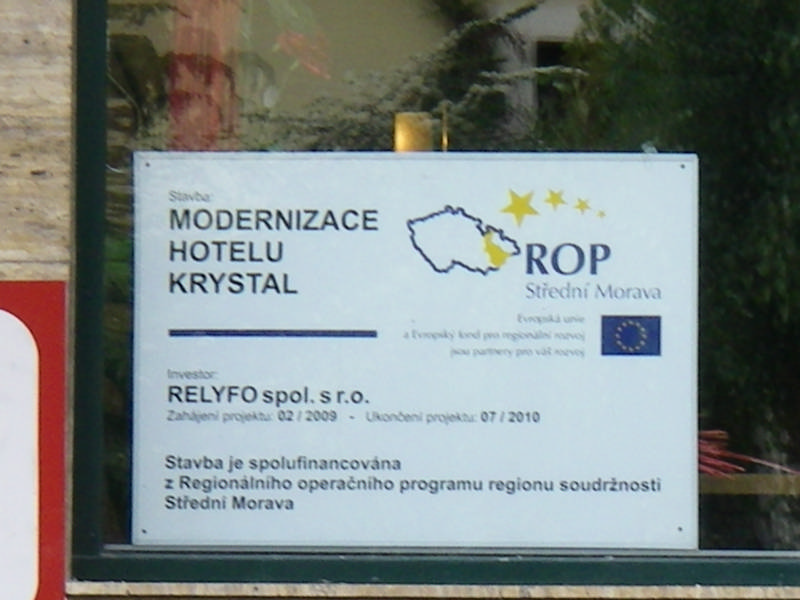 Stavba:
MODERNIZACE
HOTELU
KRYSTAL
ROP
Střední Morava
Evropská unie
a Evropský fond pro regionální rozvoj
jsou partnery pro váš rozvoj
Investor:
RELYFO spol. s r.o.
Zahájení projektu: 02 / 2009 - Ukončení projektu: 07 / 2010
Stavba je spolufinancována
z Regionálního operačního programu regionu soudržnosti
Střední Morava